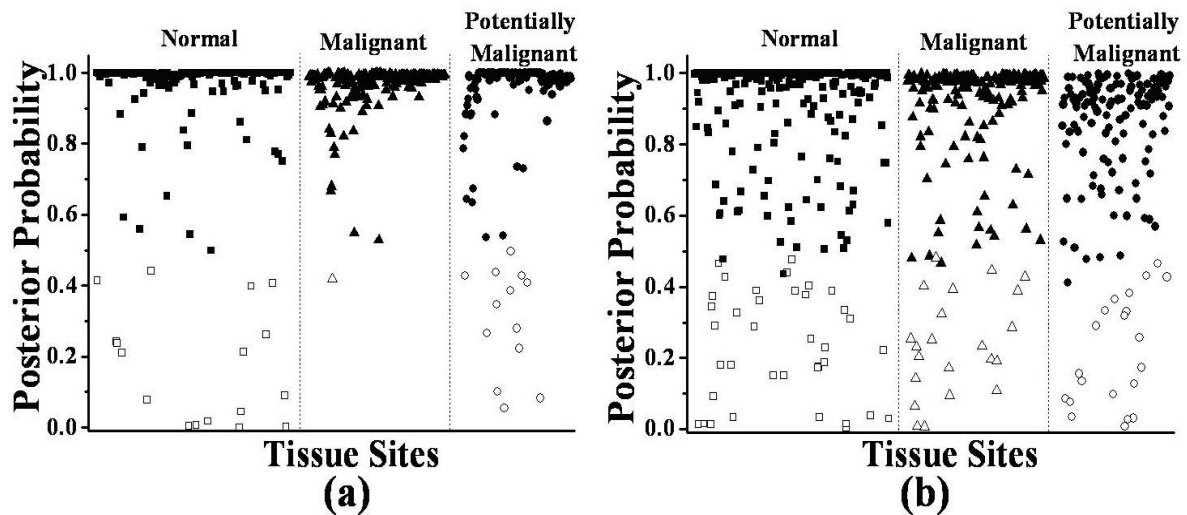 Normal
Malignant
Potentially
Malignant
Posterior Probability
1.0
0.8
0.6
0.4
0.2
0.0
Tissue Sites
(a)
Normal
Malignant
Potentially
Malignant
Posterior Probability
1.0
0.8
0.6
0.4
0.2
0.0
Tissue Sites
(b)